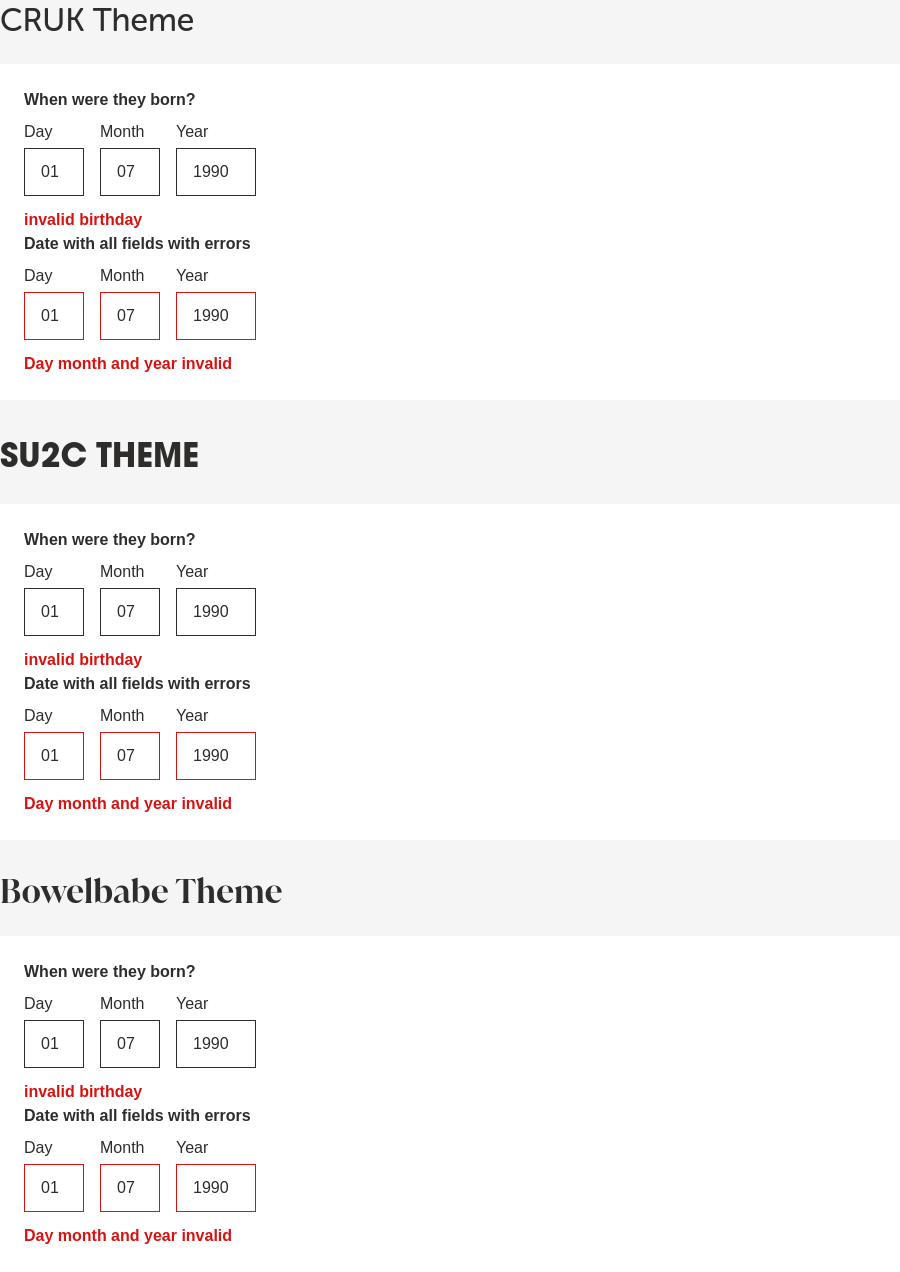 CRUK Theme
When were they born?
Day Month Year
01 07 1990
invalid birthday
Date with all fields with errors
Day Month Year
01 07 1990
Day month and year invalid
SU2C THEME
When were they born?
Day Month Year
01 07 1990
invalid birthday
Date with all fields with errors
Day Month Year
01 07 1990
Day month and year invalid
Bowelbabe Theme
When were they born?
Day Month Year
01 07 1990
invalid birthday
Date with all fields with errors
Day Month Year
01 07 1990
Day month and year invalid